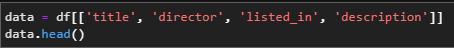 data = df[['title', 'director', 'listed_in', 'description']]
data.head()